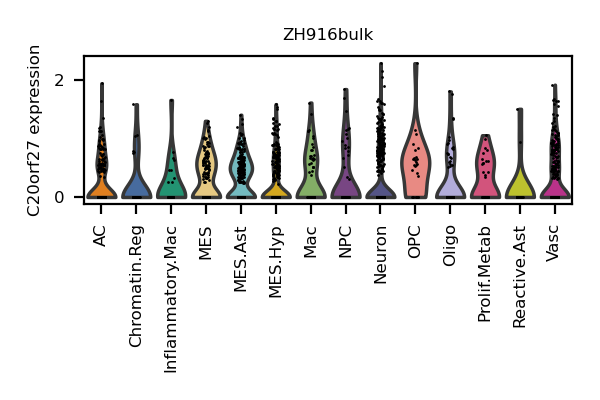 ZH916bulk
C20orf27 expression
2
0
AC
Chromatin.Reg
Inflammatory.Mac
MES
MES.Ast
MES.Hyp
Mac
NPC
Neuron
OPC
Oligo
Prolif.Metab
Reactive.Ast
Vasc